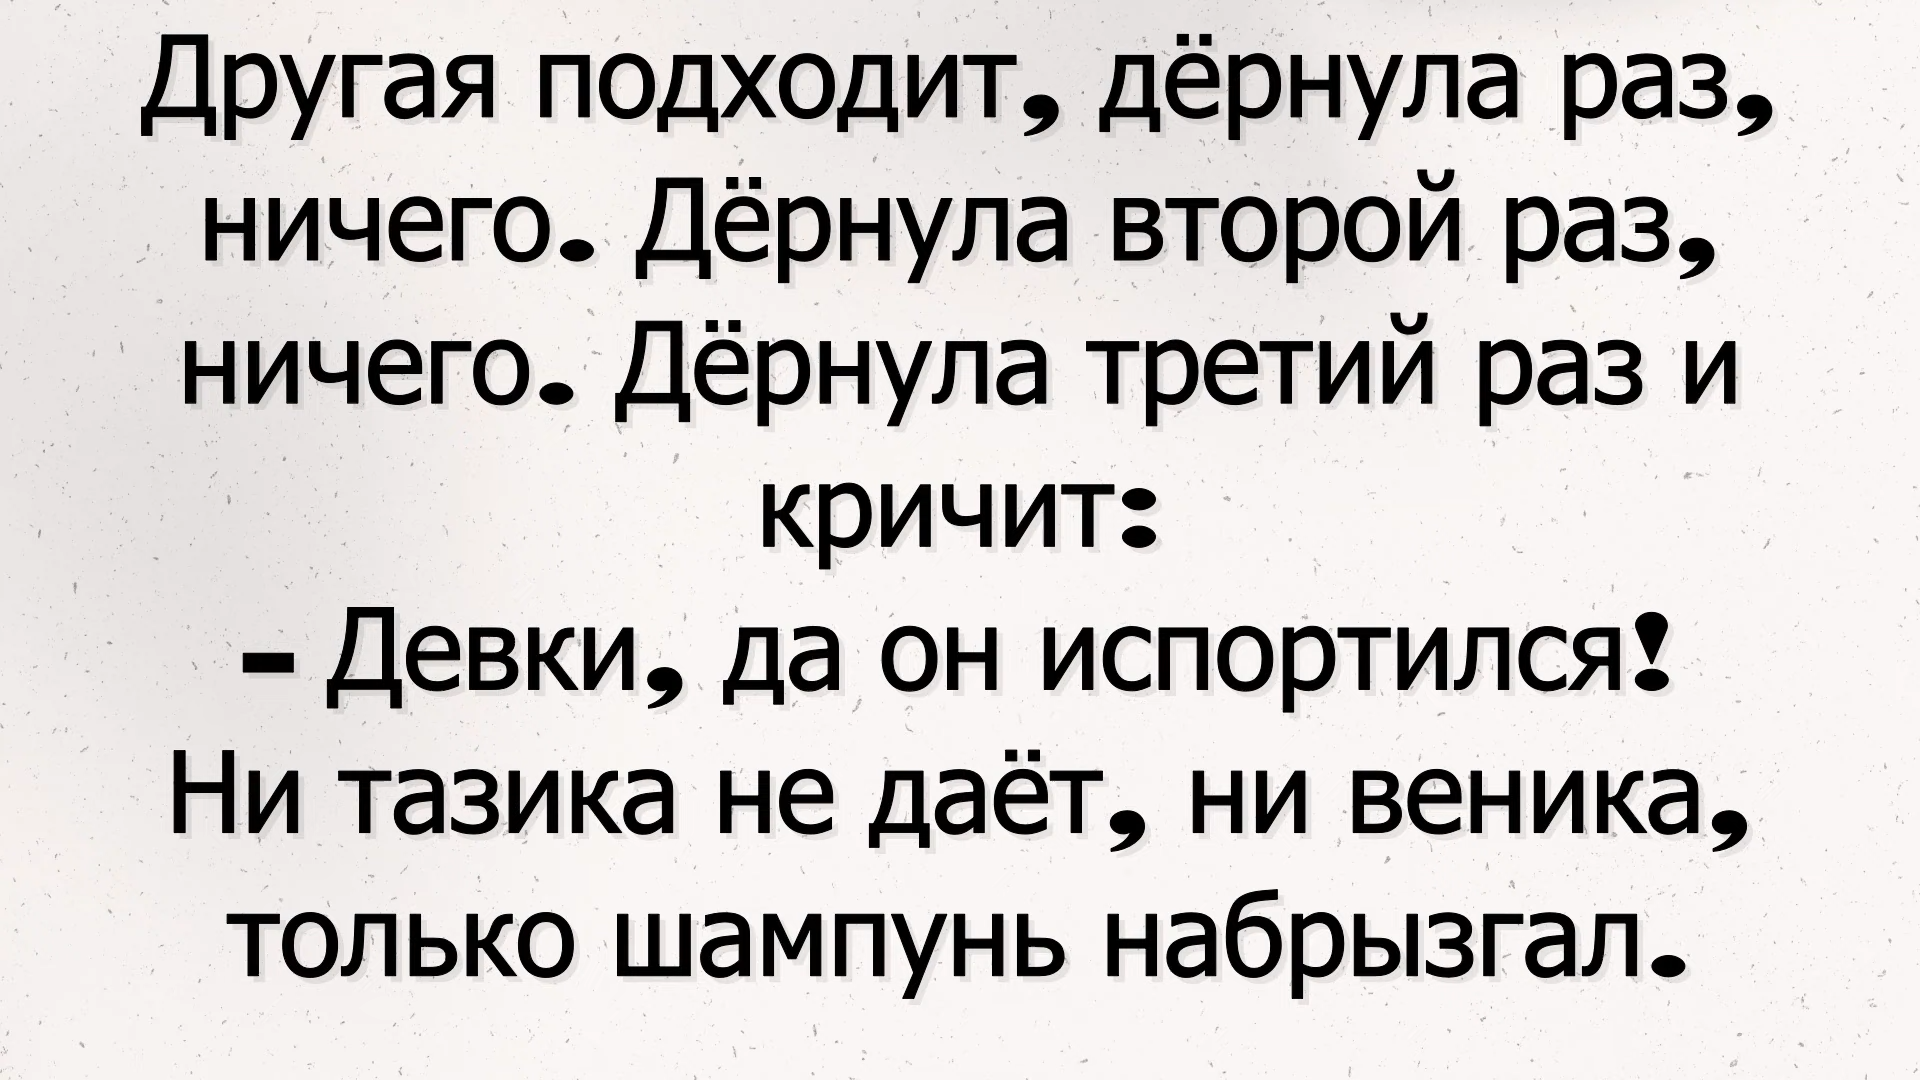 Другая подходит, дёрнула раз,
ничего. Дёрнула второй раз,
ничего. Дёрнула третий раз и
кричит:
- Девки, да он испортился!
Ни тазика не даёт, ни веника,
только шампунь набрызгал.